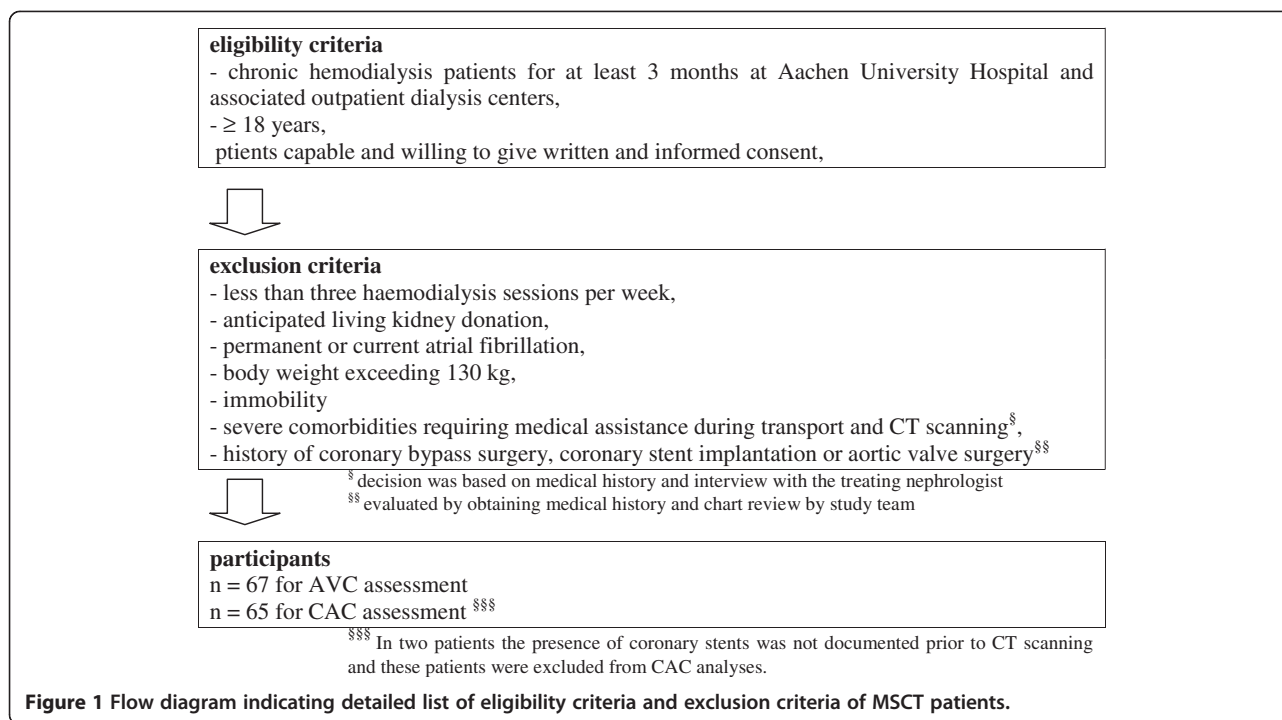 eligibility criteria
- chronic hemodialysis patients for at least 3 months at Aachen University Hospital and
associated outpatient dialysis centers,
- ≥ 18 years,
ptients capable and willing to give written and informed consent,
exclusion criteria
- less than three haemodialysis sessions per week,
- anticipated living kidney donation,
- permanent or current atrial fibrillation,
- body weight exceeding 130 kg,
- immobility
- severe comorbidities requiring medical assistance during transport and CT scanning§,
- history of coronary bypass surgery, coronary stent implantation or aortic valve surgery§§
§ decision was based on medical history and interview with the treating nephrologist
§§ evaluated by obtaining medical history and chart review by study team
participants
n = 67 for AVC assessment
n = 65 for CAC assessment §§§
§§§ In two patients the presence of coronary stents was not documented prior to CT scanning
and these patients were excluded from CAC analyses.
Figure 1 Flow diagram indicating detailed list of eligibility criteria and exclusion criteria of MSCT patients.